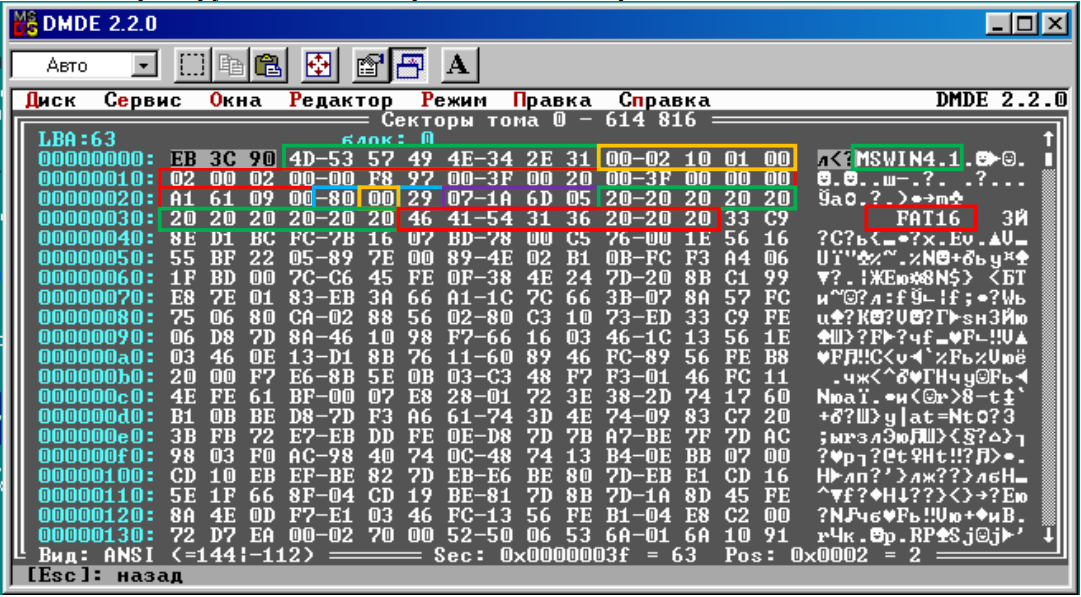 DMDE 2.2.0
Авто
A
Диск Сервис Окна Редактор Режим Правка Справка DMDE 2.2.0
Секторы тома 0 - 614 816
LBA:63 блок: 0
00000000: EB 3C 90 4D-53 57 49 4E-34 2E 31 00-02 10 01 00 л<?MSWIN4.1.☻►☺.
00000010: 02 00 02 00-00 F8 97 00-3F 00 20 00-3F 00 00 00
00000020: A1 61 09 00-80 00 29 07-1A 6D 05 20-20 20 20 20
00000030: 20 20 20 20-20 20 46 41-54 31 36 20-20 20 33 C9 FAT16 3Й
00000040: 8E D1 BC FC-7B 16 07 BD-78 00 C5 76-00 1E 56 16
00000050: 55 BF 22 05-89 7E 00 89-4E 02 B1 0B-FC F3 A4 06
00000060: 1F BD 00 7C-C6 45 FE 0F-38 4E 24 7D-20 8B C1 99
00000070: E8 7E 01 83-EB 3A 66 A1-1C 7C 66 3B-07 8A 57 FC
00000080: 75 06 80 CA-02 88 56 02-80 C3 10 73-ED 33 C9 FE
00000090: 06 D8 7D 8A-46 10 98 F7-66 16 03 46-1C 13 56 1E
000000a0: 03 46 0E 13-D1 8B 76 11-60 89 46 FC-89 56 FE B8
000000b0: 20 00 F7 E6-8B 5E 0B 03-C3 48 F7 F3-01 46 FC 11
000000c0: 4E FE 61 BF-00 07 E8 28-01 72 3E 38-2D 74 17 60
000000d0: B1 0B BE D8-7D F3 A6 61-74 3D 4E 74-09 83 C7 20
000000e0: 3B FB 72 E7-EB DD FE 0E-D8 7D 7B A7-BE 7F 7D AC
000000f0: 98 03 F0 AC-98 40 74 0C-48 74 13 B4-0E BB 07 00
00000100: CD 10 EB EF-BE 82 7D EB-E6 BE 80 7D-EB E1 CD 16
00000110: 5E 1F 66 8F-04 CD 19 BE-81 7D 8B 7D-1A 8D 45 FE
00000120: 8A 4E 0D F7-E1 03 46 FC-13 56 FE B1-04 E8 C2 00
00000130: 72 D7 EA 00-02 70 00 52-50 06 53 6A-01 6A 10 91
Вид: ANSI (=144|-112) Sec: 0x0000003f = 63 Pos: 0x0002 = 2
[Esc]: назад